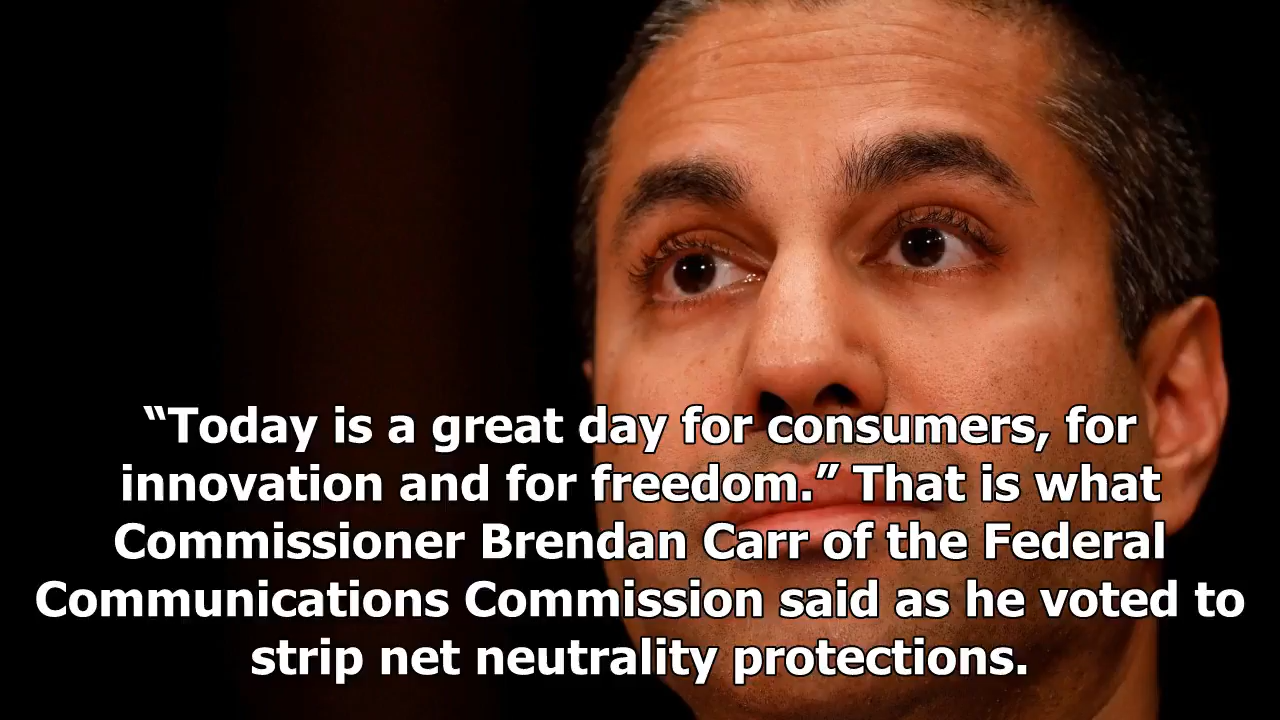 “Today is a great day for consumers, for
innovation and for freedom.” That is what
Commissioner Brendan Carr of the Federal
Communications Commission said as he voted to
strip net neutrality protections.